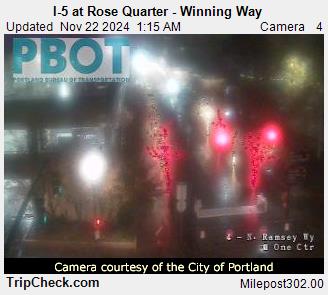 I-5 at Rose Quarter - Winning Way
Updated Nov 22 2024 1:15 AM Camera 4
PBOT
PORTLAND BUREAU OF TRANSPORTATION
N. Ramsey Wy
One Ctr
Camera courtesy of the City of Portland
TripCheck.com Milepost302.00